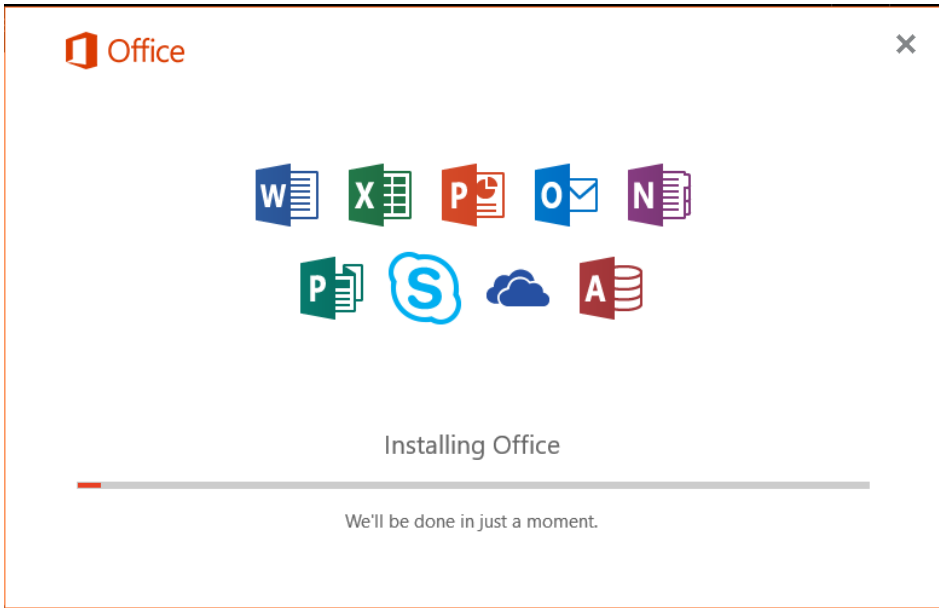 Office
W X P O N
P S A
Installing Office
We'll be done in just a moment.